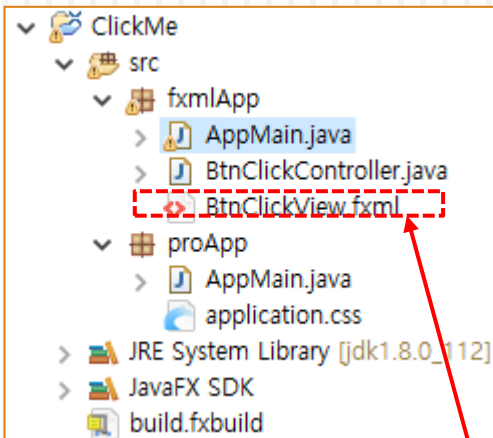 ClickMe
src
fxmlApp
AppMain.java
BtnClickController.java
BtnClickView.fxml
proApp
AppMain.java
application.css
JRE System Library [jdk1.8.0_112]
JavaFX SDK
build.fxbuild